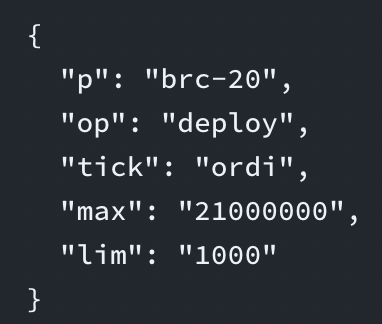 {
"p": "brc-20",
"op": "deploy",
"tick": "ordi",
"max": "21000000",
"lim": "1000"
}